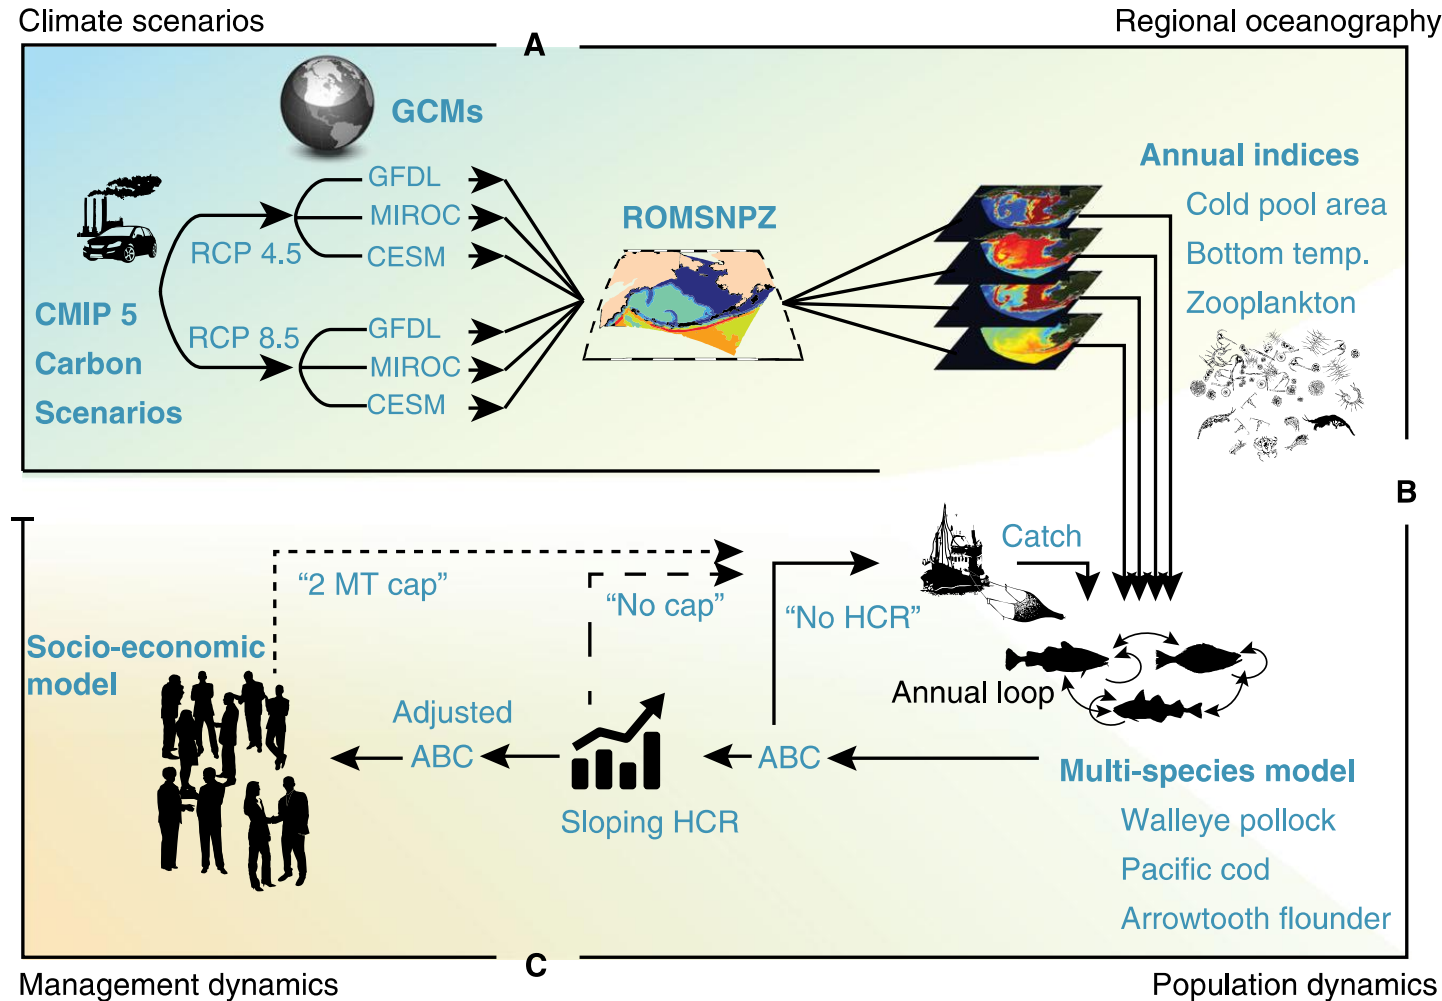 Climate scenarios
Regional oceanography
A
GCMs
GFDL
MIROC
CESM
RCP 4.5
RCP 8.5
GFDL
MIROC
CESM
CMIP 5
Carbon
Scenarios
ROMSNPZ
Annual indices
Cold pool area
Bottom temp.
Zooplankton
B
Catch
“2 MT cap”
“No cap”
“No HCR”
Socio-economic
model
Annual loop
Adjusted
ABC
ABC
Sloping HCR
Multi-species model
Walleye pollock
Pacific cod
Arrowtooth flounder
C
Management dynamics
Population dynamics